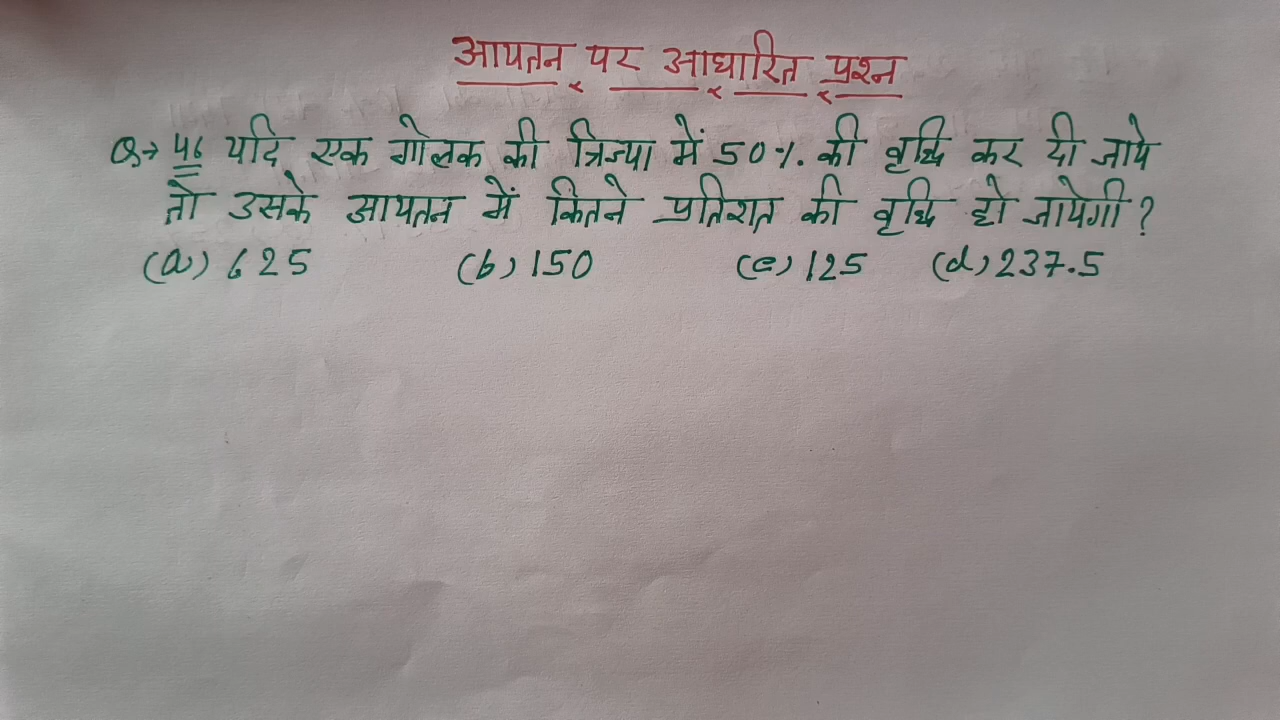 आयतन पर आधारित प्रश्न
Q→ 46 यदि एक गोलक की त्रिज्या में 50%. की वृद्धि कर दी जाये
तो उसके आयतन में कितने प्रतिशत की वृद्धि हो जायेगी ?
(a) 625 (b) 150 (c) 125 (d) 237.5